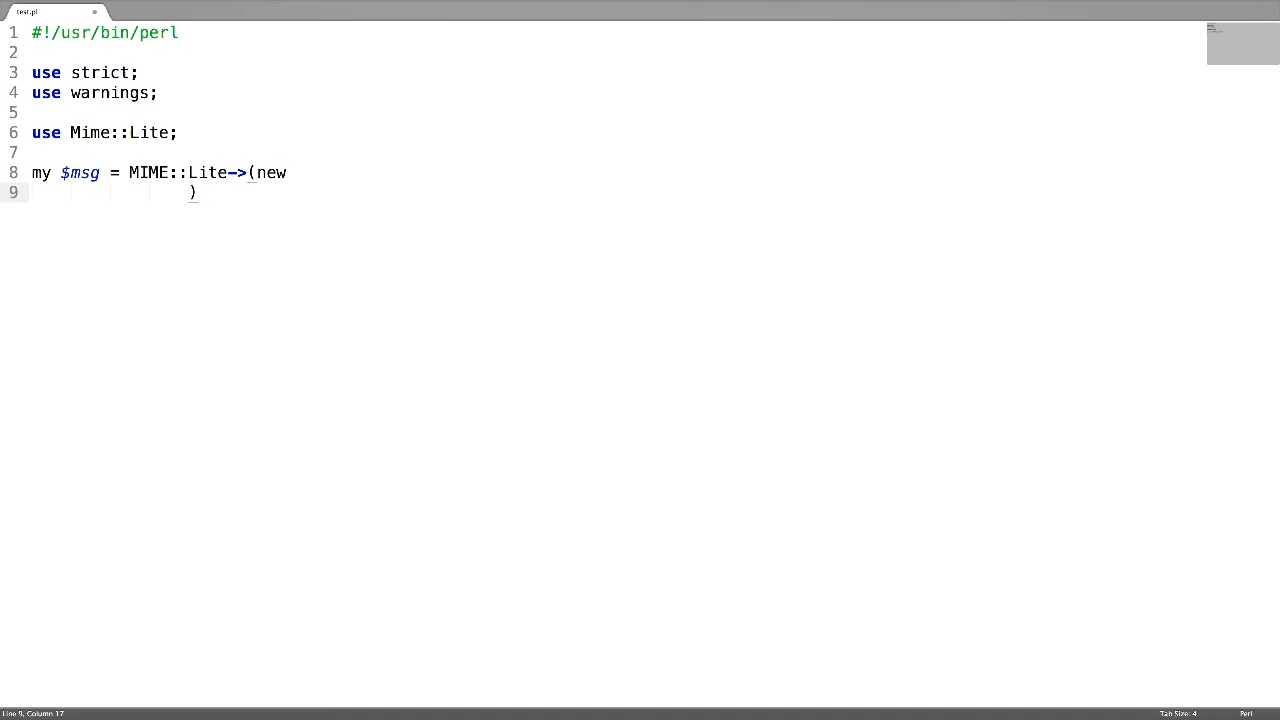 test.pl
1 #!/usr/bin/perl
2
3 use strict;
4 use warnings;
5
6 use Mime::Lite;
7
8 my $msg = MIME::Lite->(new
9 )
Line 9, Column 17 Tab Size: 4 Perl